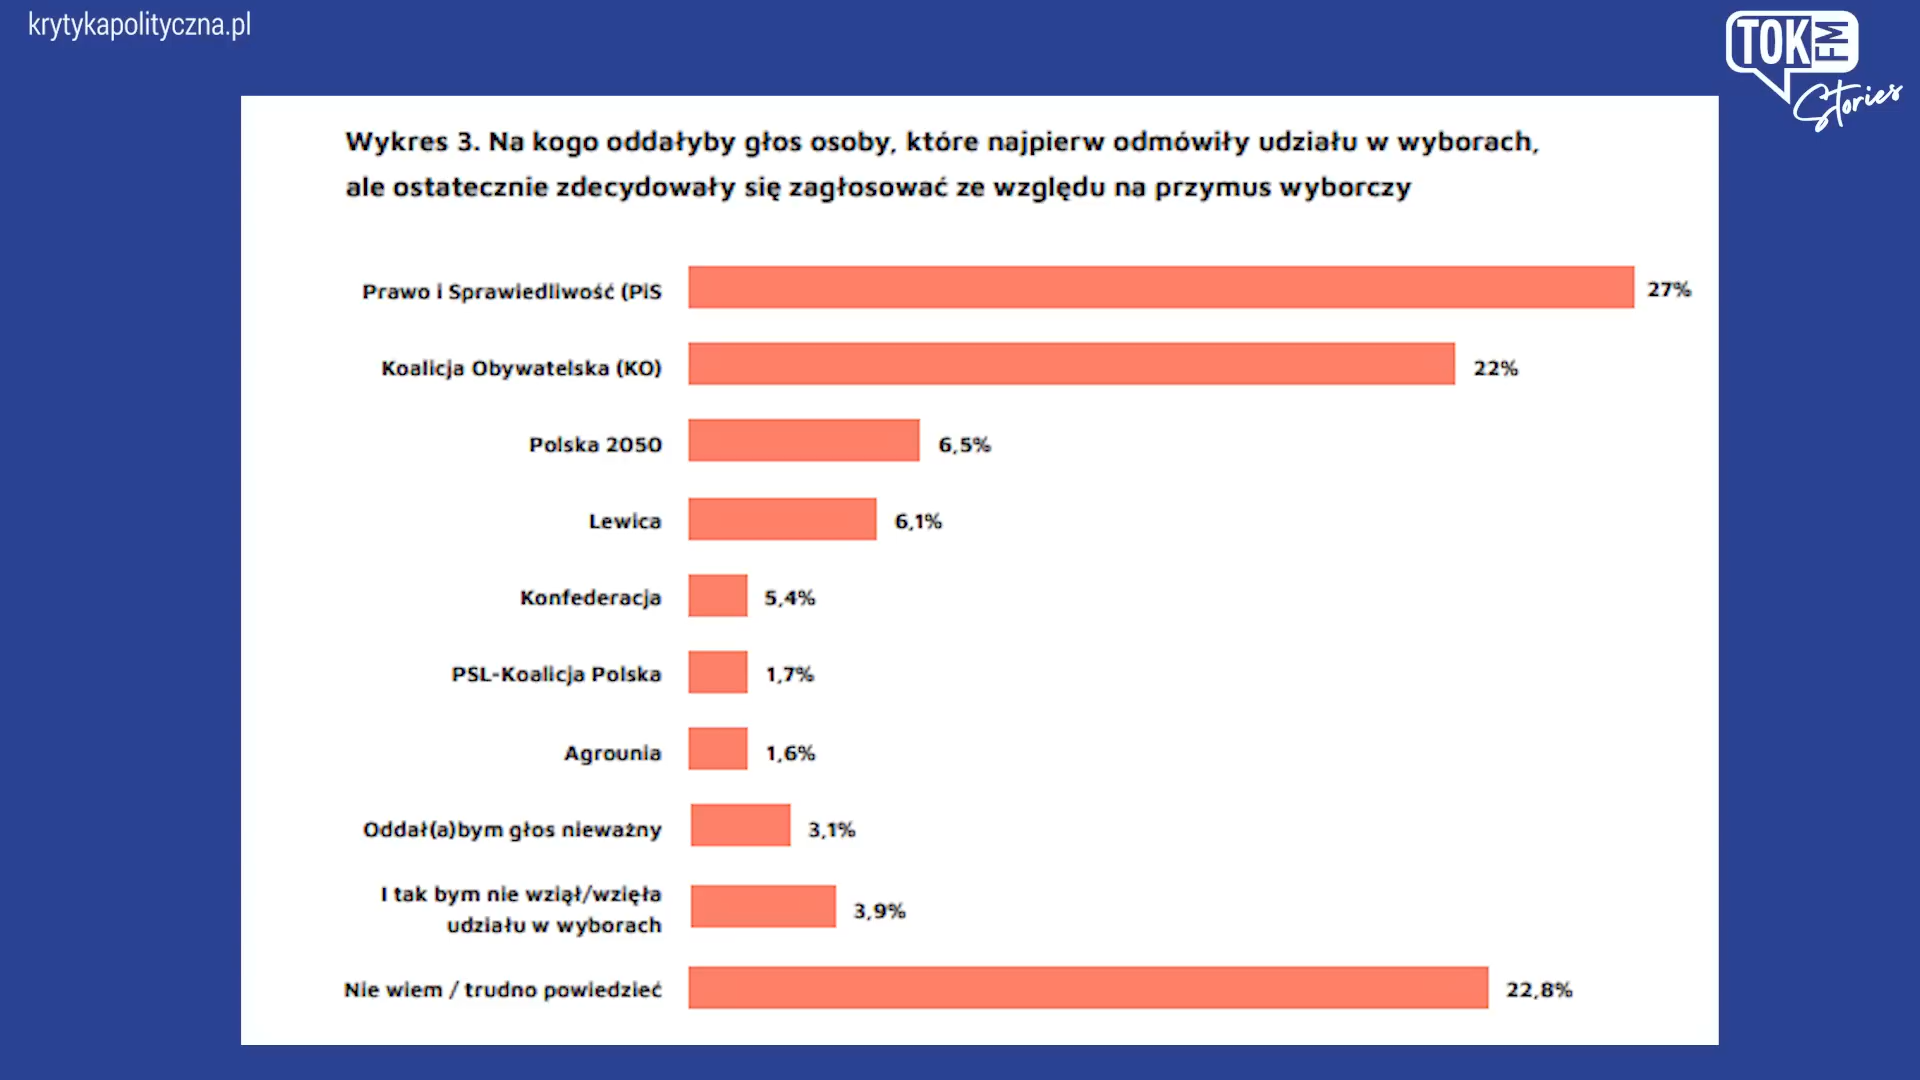 krytykapolityczna.pl
TOK FM
Stories
Wykres 3. Na kogo oddałyby głos osoby, które najpierw odmówiły udziału w wyborach,
ale ostatecznie zdecydowały się zagłosować ze względu na przymus wyborczy
Prawo i Sprawiedliwość (PiS 27%
Koalicja Obywatelska (KO) 22%
Polska 2050 6,5%
Lewica 6,1%
Konfederacja 5,4%
PSL-Koalicja Polska 1,7%
Agrounia 1,6%
Oddał(a)bym głos nieważny 3,1%
I tak bym nie wziął/wzięła
udziału w wyborach 3,9%
Nie wiem / trudno powiedzieć 22,8%